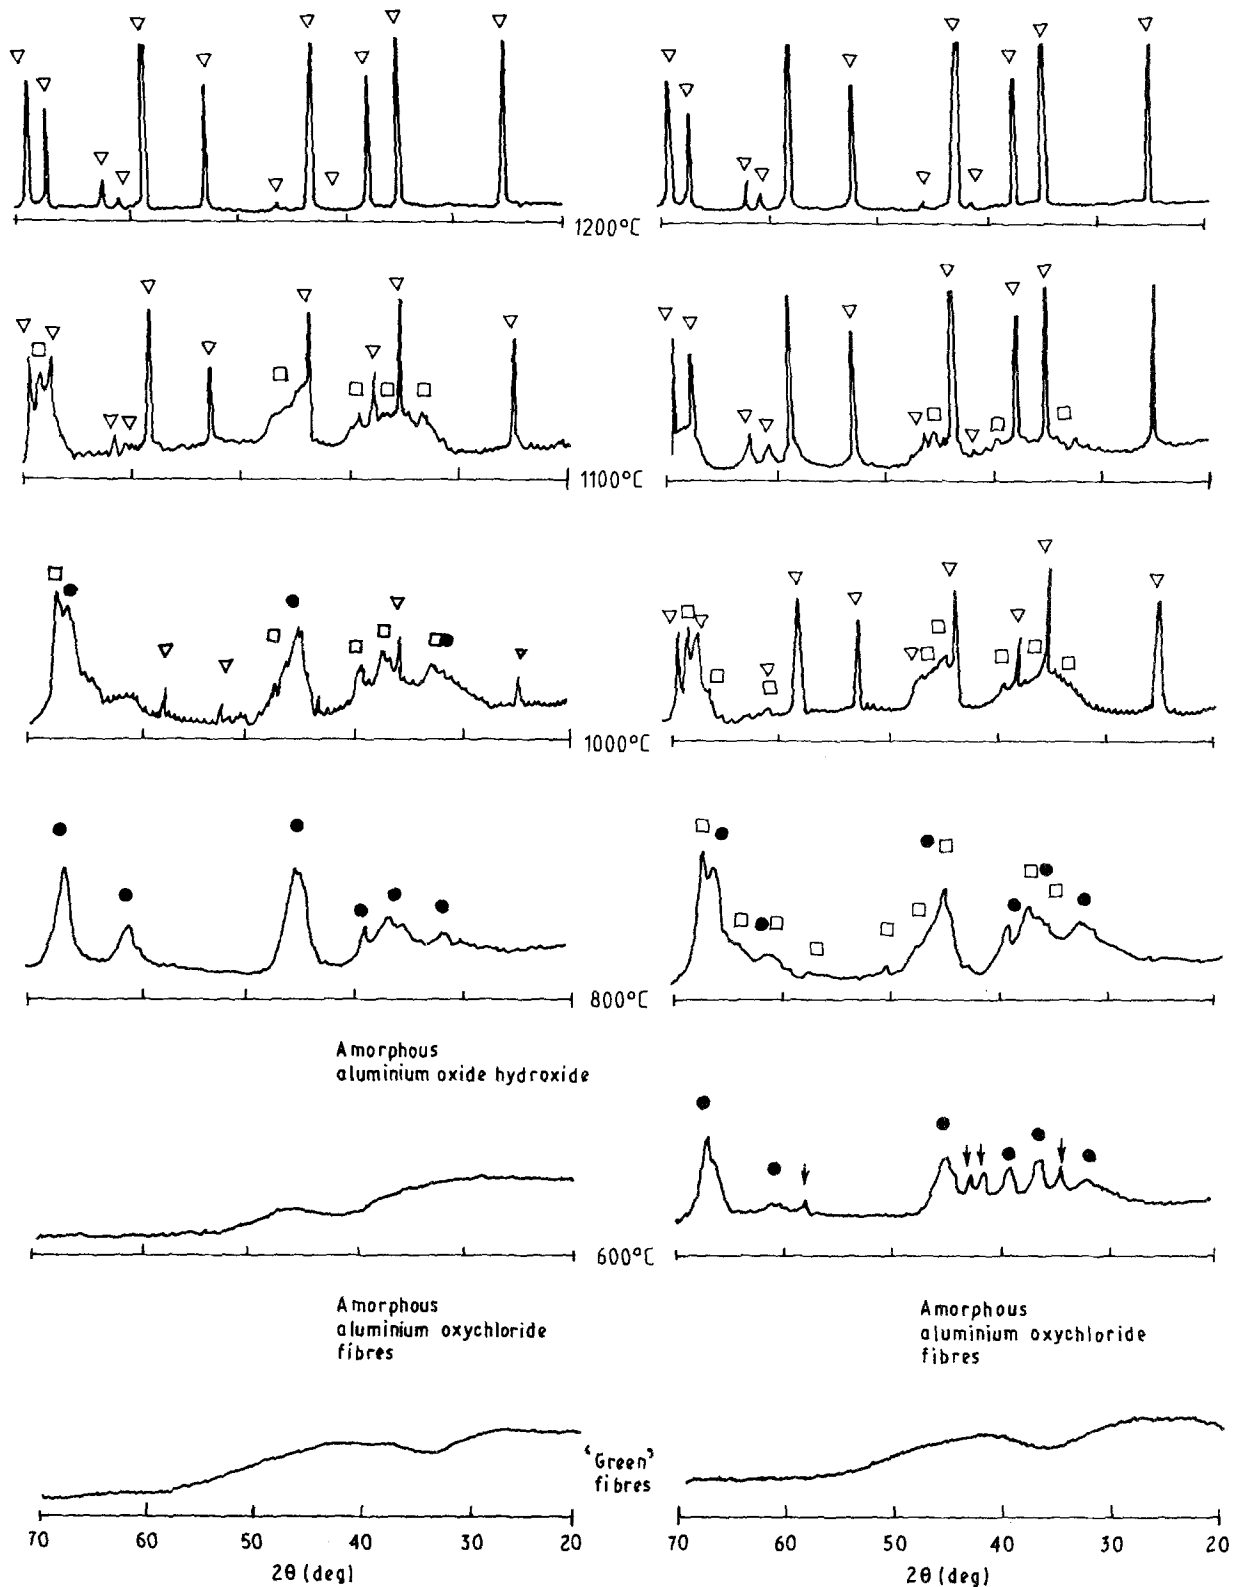 1200°C
1100°C
1000°C
800°C
Amorphous
aluminium oxide hydroxide
600°C
Amorphous
aluminium oxychloride
fibres
Amorphous
aluminium oxychloride
fibres
‘Green’
fibres
70 60 50 40 30 20
70 60 50 40 30 20
2θ (deg)
2θ (deg)